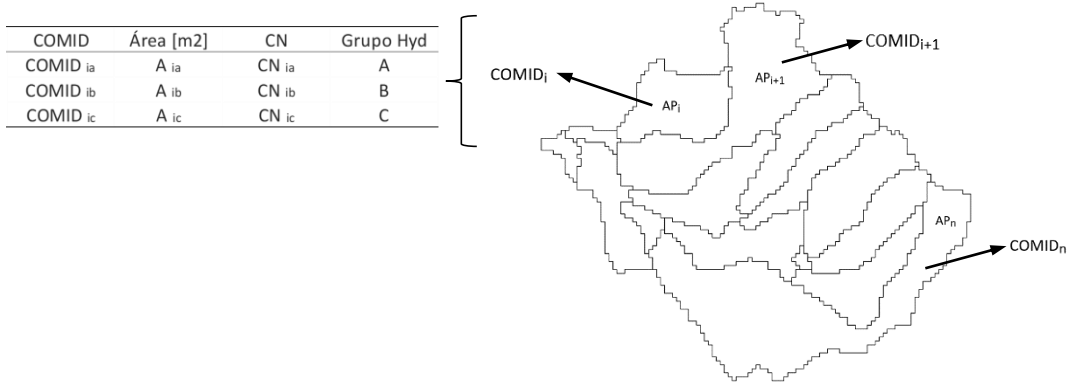 COMID Área [m2] CN Grupo Hyd
COMID ia A ia CN ia A
COMID ib A ib CN ib B
COMID ic A ic CN ic C
COMIDi
COMIDi+1
APi
APi+1
APn
COMIDn